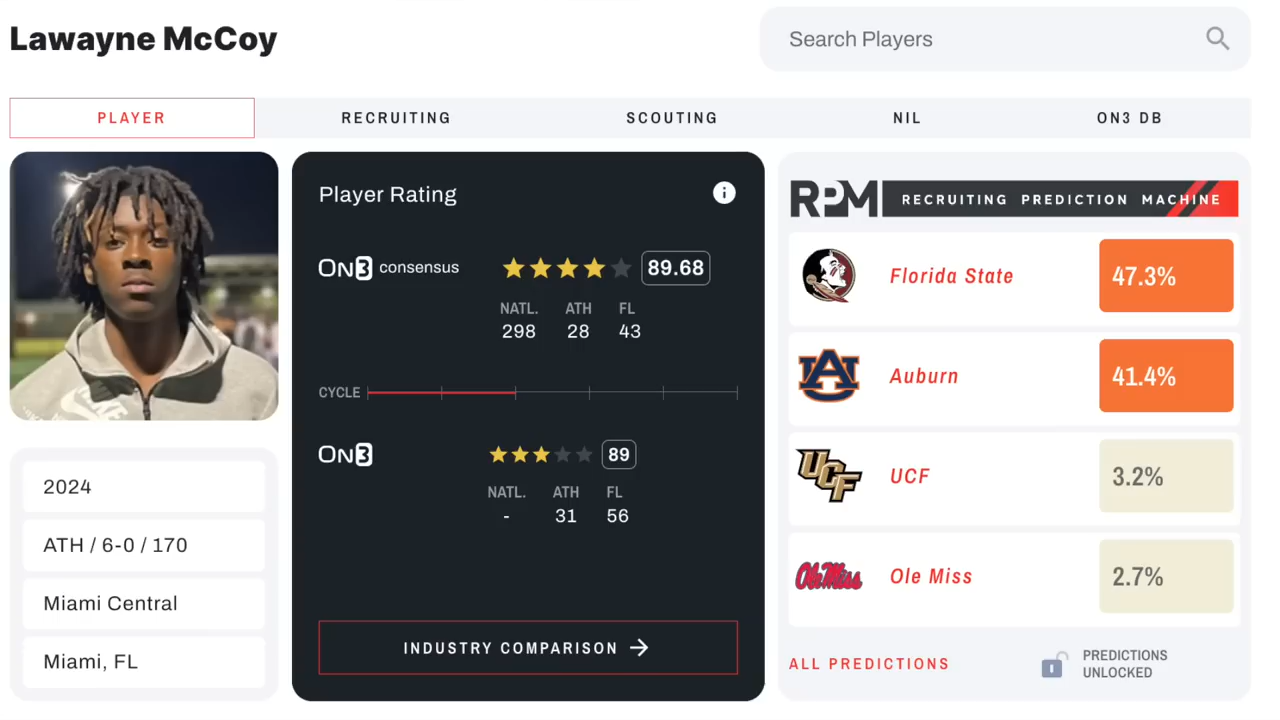 Lawayne McCoy
Search Players
PLAYER
RECRUITING
SCOUTING
NIL
ON3 DB
Player Rating
ON3 consensus
89.68
NATL. ATH FL
298 28 43
CYCLE
ON3
89
NATL. ATH FL
- 31 56
INDUSTRY COMPARISON →
2024
ATH / 6-0 / 170
Miami Central
Miami, FL
RPM RECRUITING PREDICTION MACHINE
Florida State 47.3%
AU Auburn 41.4%
UCF UCF 3.2%
Ole Miss Ole Miss 2.7%
ALL PREDICTIONS
PREDICTIONS
UNLOCKED